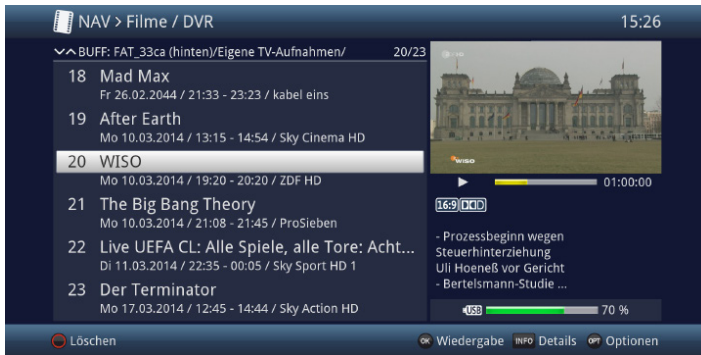 NAV > Filme / DVR
15:26
BUFF: FAT_33ca (hinten)/Eigene TV-Aufnahmen/ 20/23
18 Mad Max
Fr 26.02.2044 / 21:33 - 23:23 / kabel eins
19 After Earth
Mo 10.03.2014 / 13:15 - 14:54 / Sky Cinema HD
20 WISO
Mo 10.03.2014 / 19:20 - 20:20 / ZDF HD
21 The Big Bang Theory
Mo 10.03.2014 / 21:08 - 21:45 / ProSieben
22 Live UEFA CL: Alle Spiele, alle Tore: Acht...
Di 11.03.2014 / 22:35 - 00:05 / Sky Sport HD 1
23 Der Terminator
Mo 17.03.2014 / 12:45 - 14:44 / Sky Action HD
WISO
01:00:00
16:9
- Prozessbeginn wegen
Steuerhinterziehung
Uli Hoeneß vor Gericht
- Bertelsmann-Studie ...
USB 70 %
Löschen
OK Wiedergabe INFO Details OPT Optionen